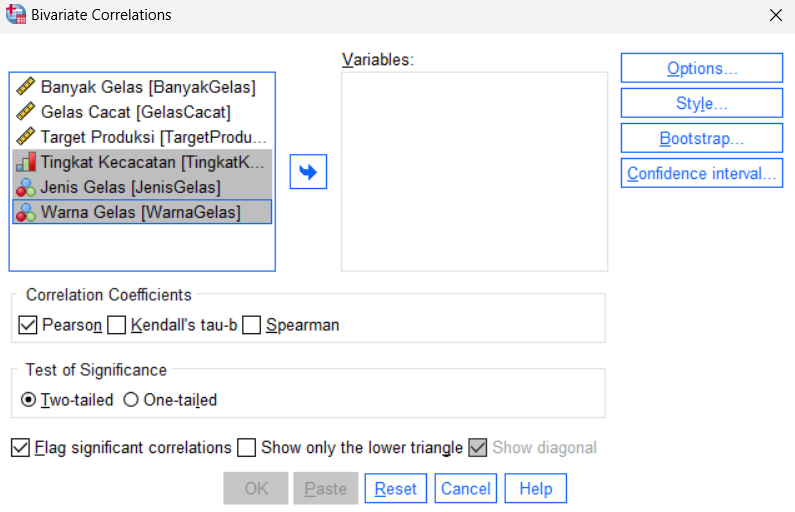 Bivariate Correlations
Variables:
Banyak Gelas [BanyakGelas]
Gelas Cacat [GelasCacat]
Target Produksi [TargetProdu...
Tingkat Kecacatan [TingkatK...
Jenis Gelas [JenisGelas]
Warna Gelas [WarnaGelas]
Options...
Style...
Bootstrap...
Confidence interval...
Correlation Coefficients
Pearson Kendall's tau-b Spearman
Test of Significance
Two-tailed One-tailed
Flag significant correlations Show only the lower triangle Show diagonal
OK Paste Reset Cancel Help